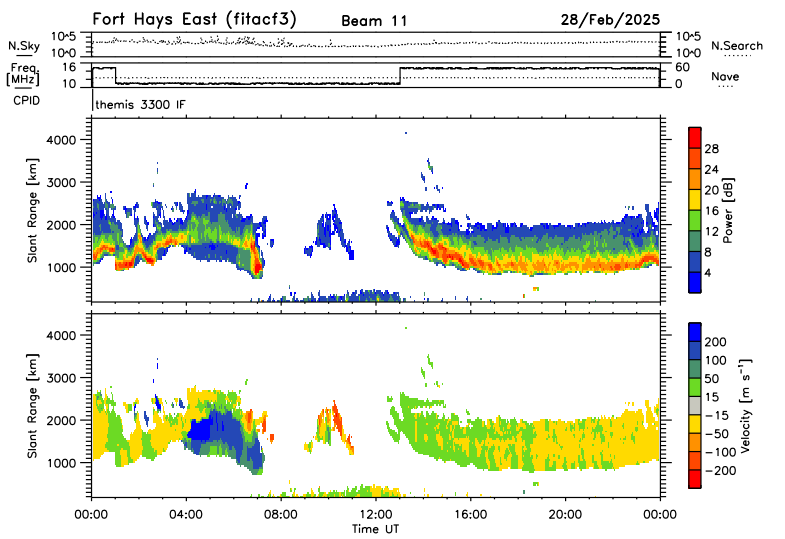 Fort Hays East (fitacf3) Beam 11 28/Feb/2025
N.Sky 10^5 10^0 10^5 10^0 N.Search
Freq. [MHz] 16 10 60 0 Nave
CPID themis 3300 IF
Slant Range [km] 4000 3000 2000 1000
Power [dB] 28 24 20 16 12 8 4
Slant Range [km] 4000 3000 2000 1000
Velocity [m s⁻¹] 200 100 50 15 −15 −50 −100 −200
00:00 04:00 08:00 12:00 16:00 20:00 00:00
Time UT